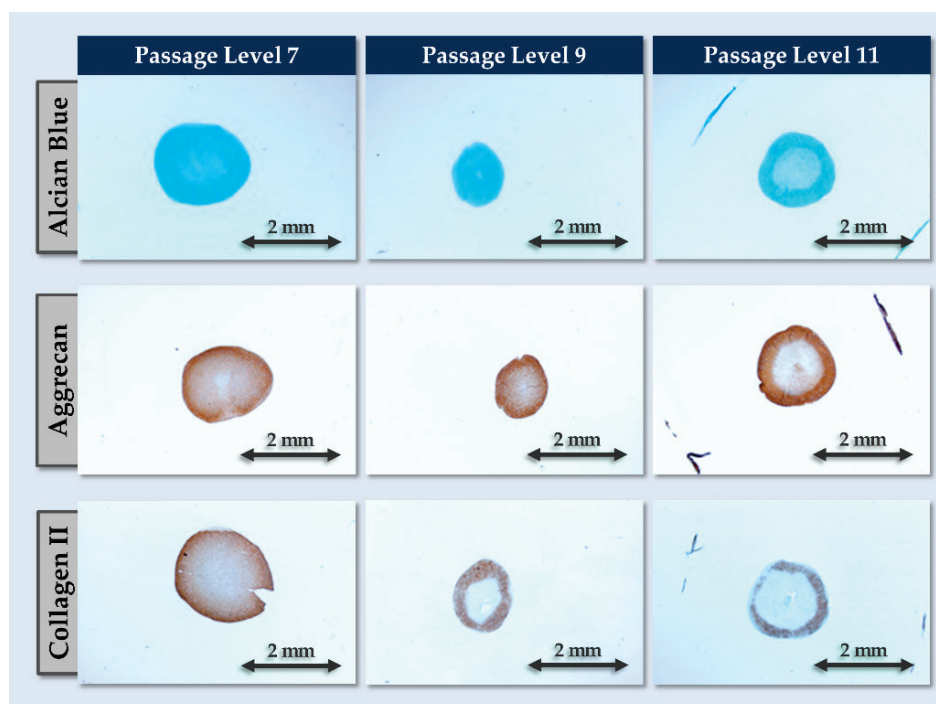 Passage Level 7
Passage Level 9
Passage Level 11
Alcian Blue
2 mm
2 mm
2 mm
Aggrecan
2 mm
2 mm
2 mm
Collagen II
2 mm
2 mm
2 mm